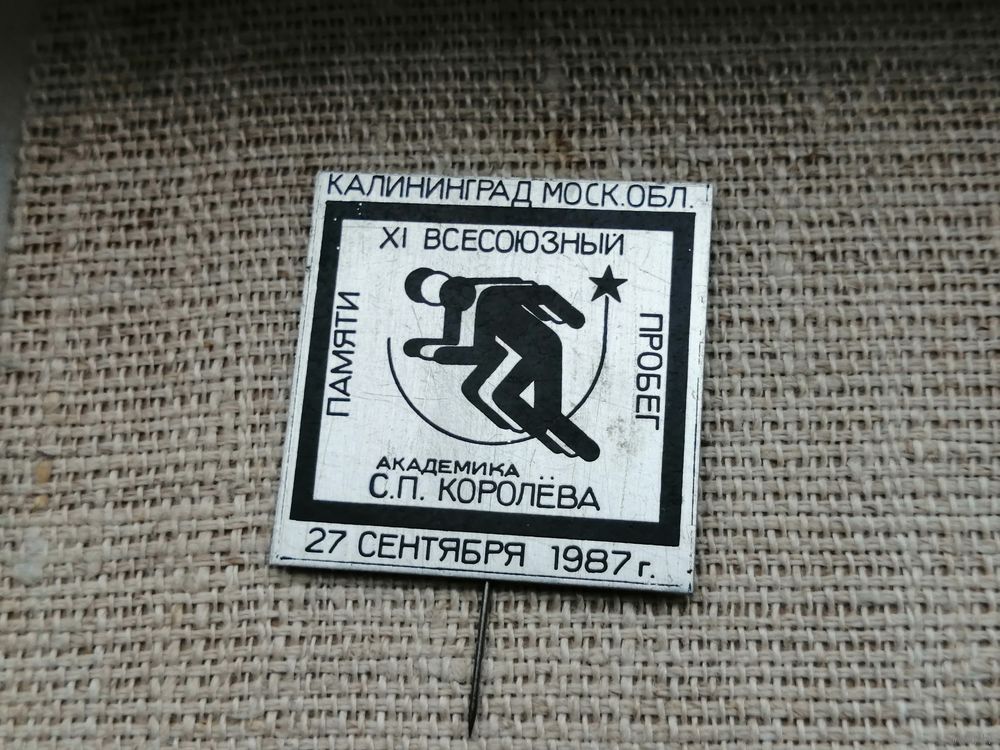 КАЛИНИНГРАД МОСК.ОБЛ.
XI ВСЕСОЮЗНЫЙ
ПРОБЕГ
ПАМЯТИ
АКАДЕМИКА
С.П. КОРОЛЁВА
27 СЕНТЯБРЯ 1987 г.